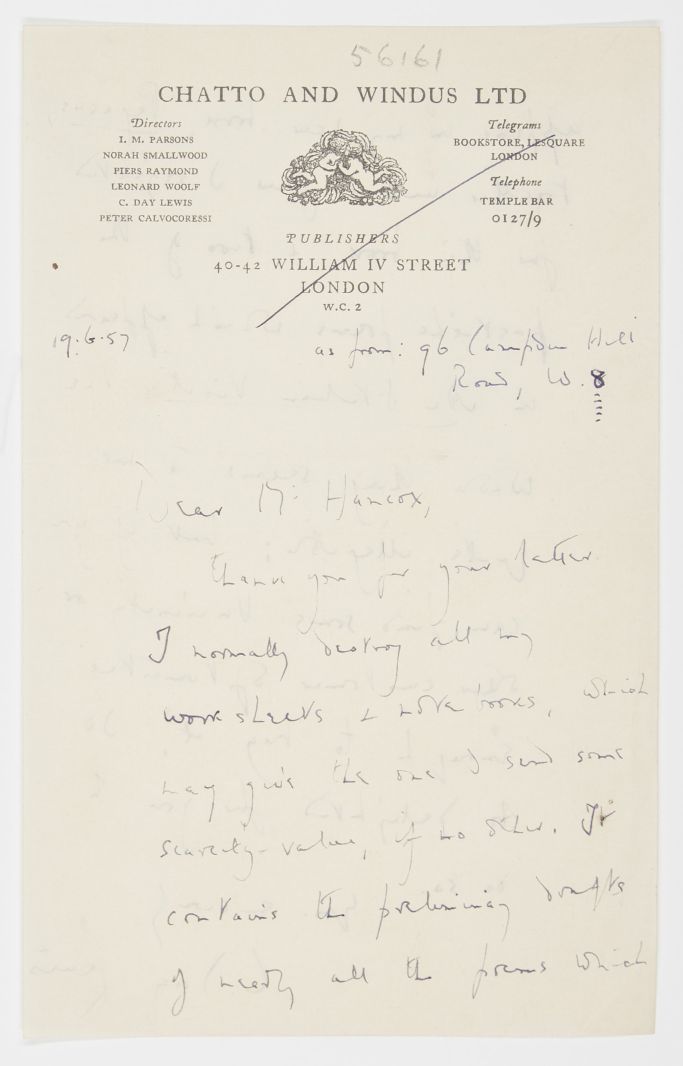 56161
CHATTO AND WINDUS LTD
Directors
I. M. PARSONS
NORAH SMALLWOOD
PIERS RAYMOND
LEONARD WOOLF
C. DAY LEWIS
PETER CALVOCORESSI
Telegrams
BOOKSTORE, LESQUARE
LONDON
Telephone
TEMPLE BAR
0127/9
PUBLISHERS
40-42 WILLIAM IV STREET
LONDON
W.C. 2
19.6.57
as from: 96 Campden Hill
Road, W. 8
Dear Mr Hancox,
Thank you for your letter.
I normally destroy all my
worksheets & note books, which
may give the one I send some
scarcity-value, if no other. It
contains the preliminary drafts
of nearly all the poems which